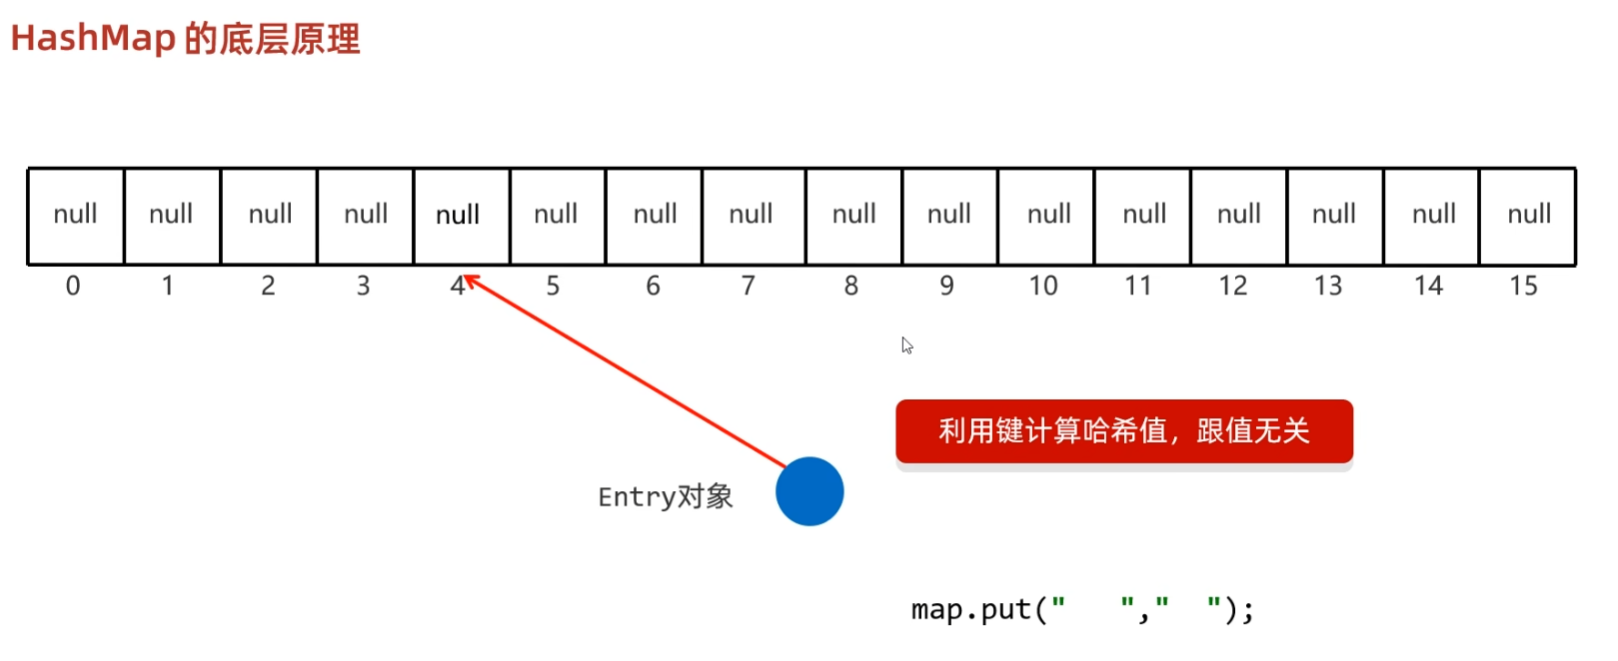 HashMap 的底层原理
null null null null null null null null null null null null null null null null
0 1 2 3 4 5 6 7 8 9 10 11 12 13 14 15
利用键计算哈希值，跟值无关
Entry对象
map.put("   ","  ");